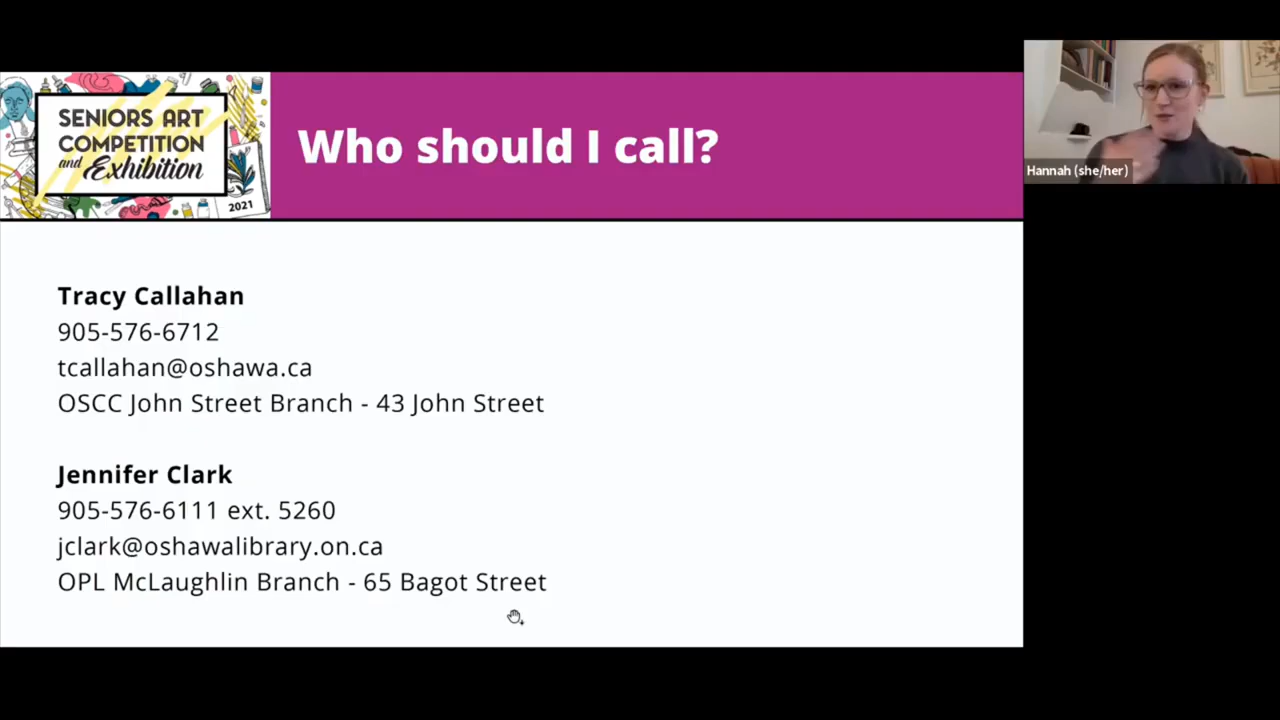 SENIORS ART
COMPETITION
and Exhibition
2021
Who should I call?
Hannah (she/her)
Tracy Callahan
905-576-6712
tcallahan@oshawa.ca
OSCC John Street Branch - 43 John Street
Jennifer Clark
905-576-6111 ext. 5260
jclark@oshawalibrary.on.ca
OPL McLaughlin Branch - 65 Bagot Street